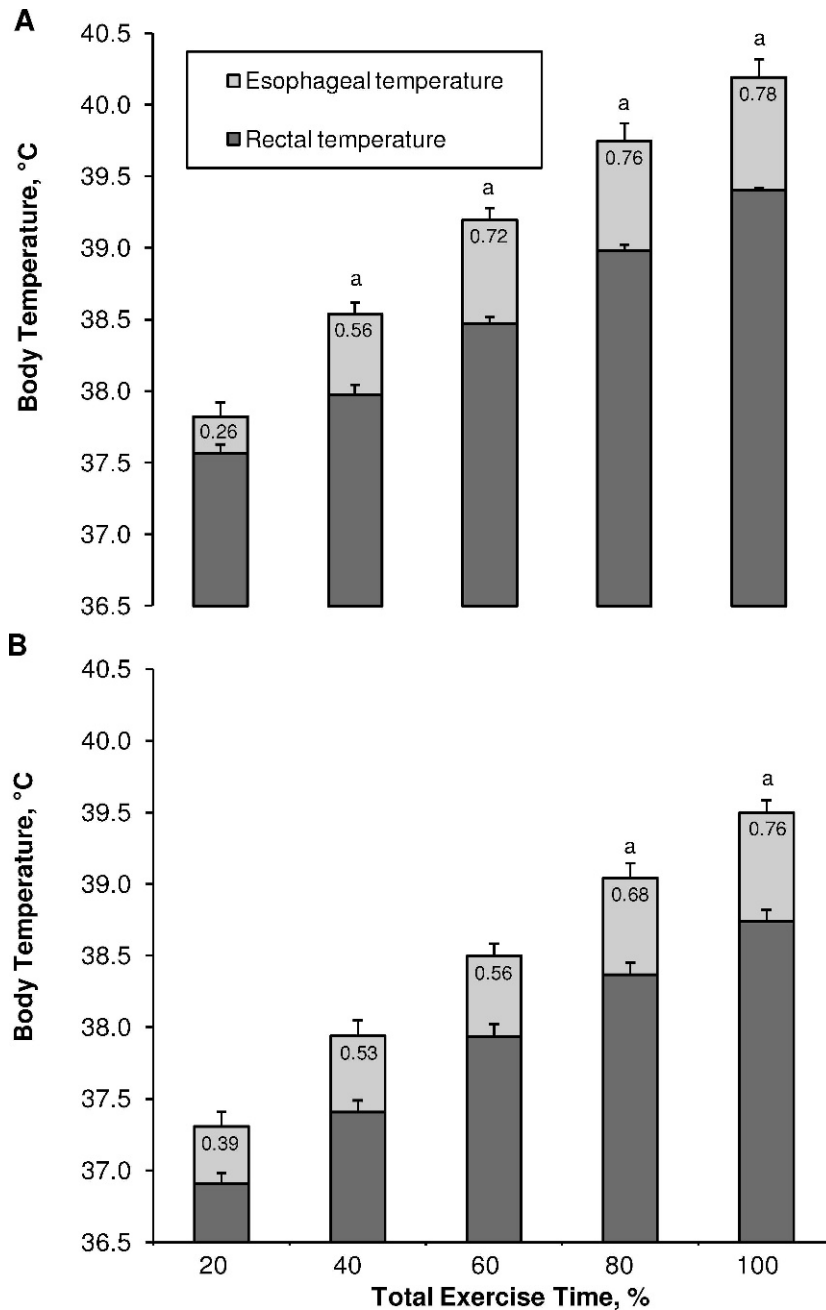 A
40.5
40.0
39.5
39.0
38.5
38.0
37.5
37.0
36.5
Body Temperature, °C
Esophageal temperature
Rectal temperature
a
a
a
a
0.26
0.56
0.72
0.76
0.78
B
40.5
40.0
39.5
39.0
38.5
38.0
37.5
37.0
36.5
Body Temperature, °C
a
a
0.39
0.53
0.56
0.68
0.76
20 40 60 80 100
Total Exercise Time, %